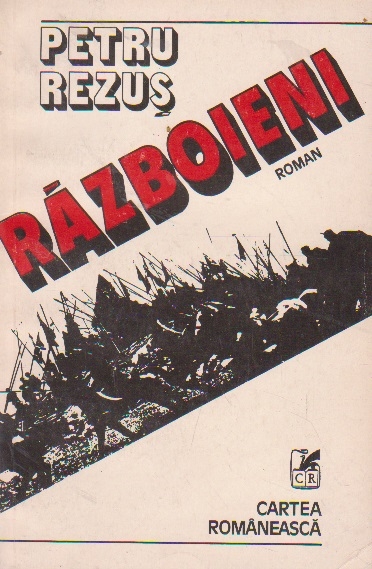 PETRU
REZUŞ
RĂZBOIENI
ROMAN
CR
CARTEA
ROMÂNEASCĂ